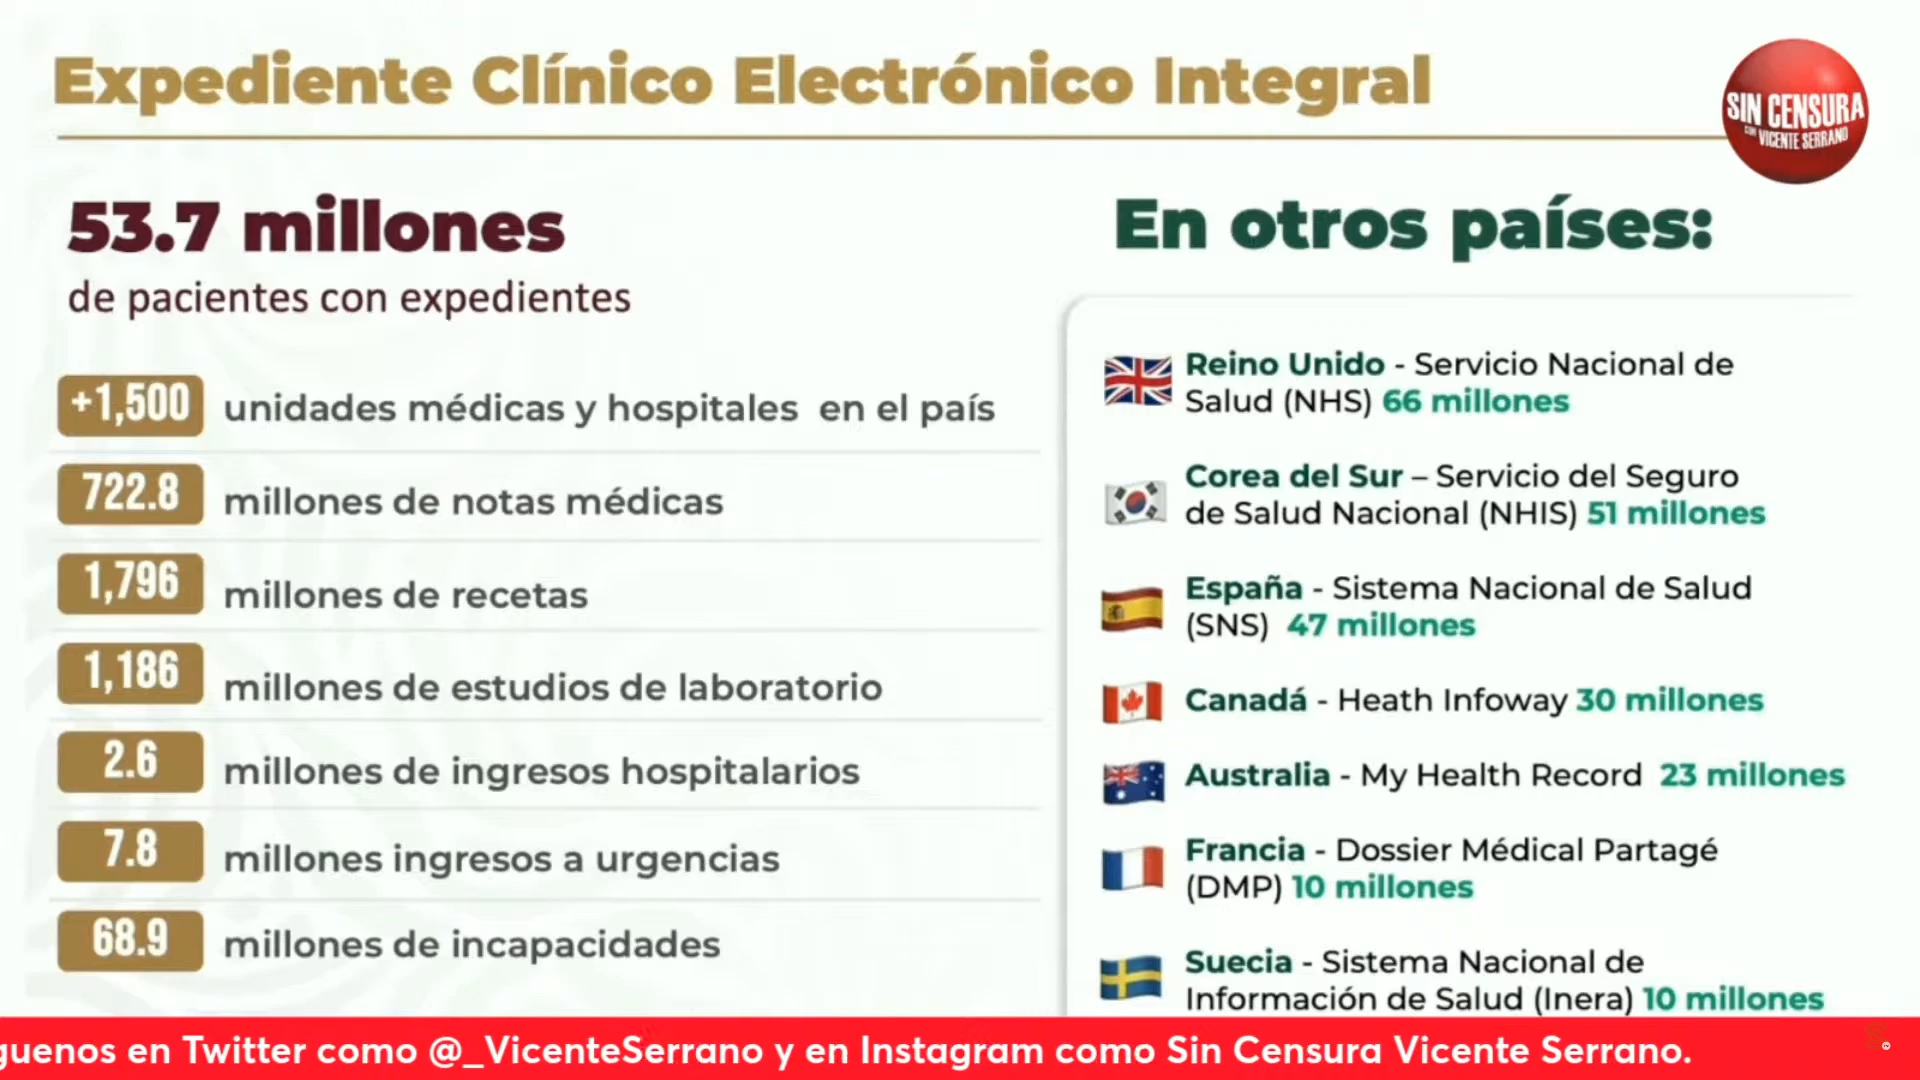 Expediente Clínico Electrónico Integral
SIN CENSURA
CON VICENTE SERRANO
53.7 millones
de pacientes con expedientes
+1,500 unidades médicas y hospitales en el país
722.8 millones de notas médicas
1,796 millones de recetas
1,186 millones de estudios de laboratorio
2.6 millones de ingresos hospitalarios
7.8 millones ingresos a urgencias
68.9 millones de incapacidades
En otros países:
Reino Unido - Servicio Nacional de
Salud (NHS) 66 millones
Corea del Sur – Servicio del Seguro
de Salud Nacional (NHIS) 51 millones
España - Sistema Nacional de Salud
(SNS) 47 millones
Canadá - Heath Infoway 30 millones
Australia - My Health Record 23 millones
Francia - Dossier Médical Partagé
(DMP) 10 millones
Suecia - Sistema Nacional de
Información de Salud (Inera) 10 millones
guenos en Twitter como @_VicenteSerrano y en Instagram como Sin Censura Vicente Serrano.